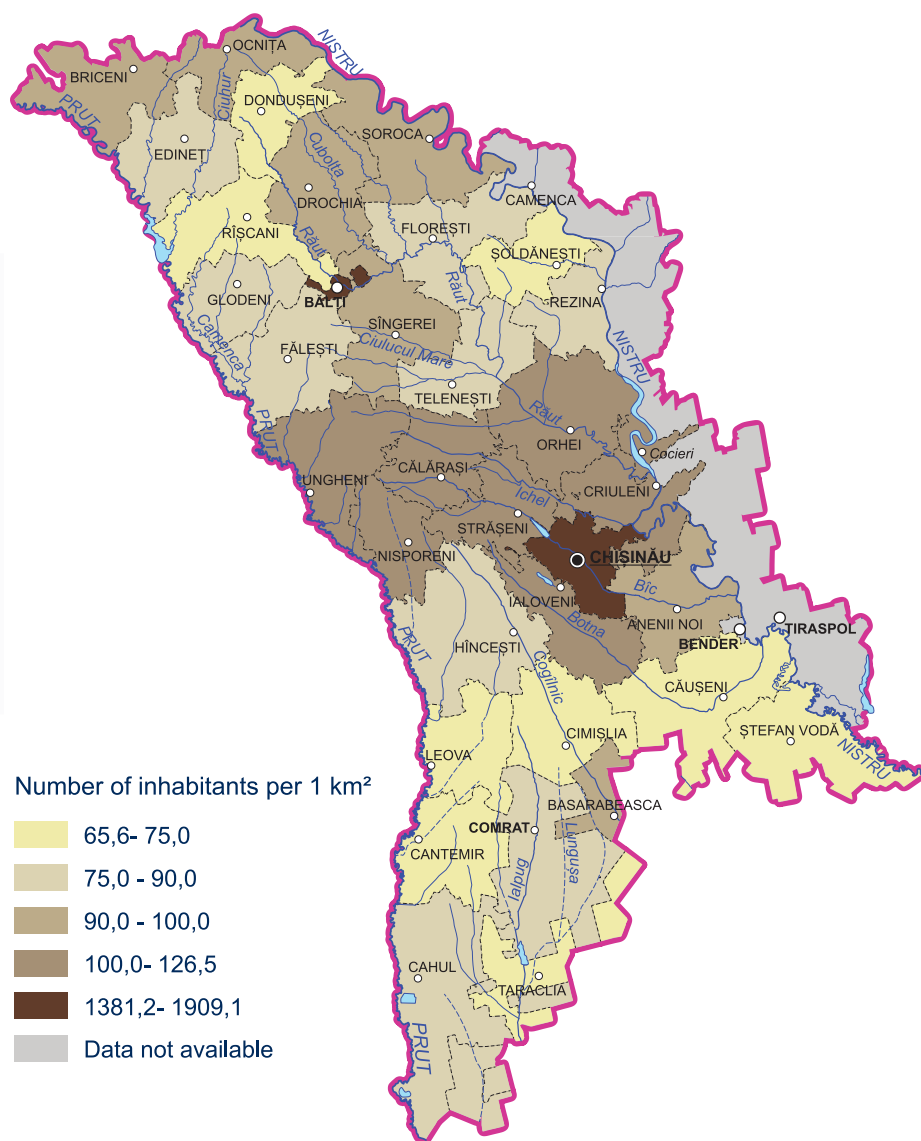 OCNIȚA
NISTRU
BRICENI
Ciuhur
DONDUȘENI
PRUT
SOROCA
EDINEȚ
Cubolta
CAMENCA
DROCHIA
FLOREȘTI
RÎȘCANI
Răut
ȘOLDĂNEȘTI
REZINA
GLODENI
BĂLȚI
Răut
SÎNGEREI
NISTRU
Camenca
FĂLEȘTI
Ciulucul Mare
TELENEȘTI
PRUT
Răut
ORHEI
Cocieri
CĂLĂRAȘI
UNGHENI
Ichel
CRIULENI
STRĂȘENI
NISPORENI
CHIȘINĂU
Bîc
IALOVENI
ANENII NOI
Botna
TIRASPOL
PRUT
HÎNCEȘTI
BENDER
Cogîlnic
CĂUȘENI
ȘTEFAN VODĂ
CIMIȘLIA
NISTRU
LEOVA
Number of inhabitants per 1 km²
BASARABEASCA
65,6- 75,0
COMRAT
Lungușa
CANTEMIR
75,0 - 90,0
Ialpug
90,0 - 100,0
CAHUL
100,0- 126,5
TARACLIA
1381,2- 1909,1
PRUT
Data not available